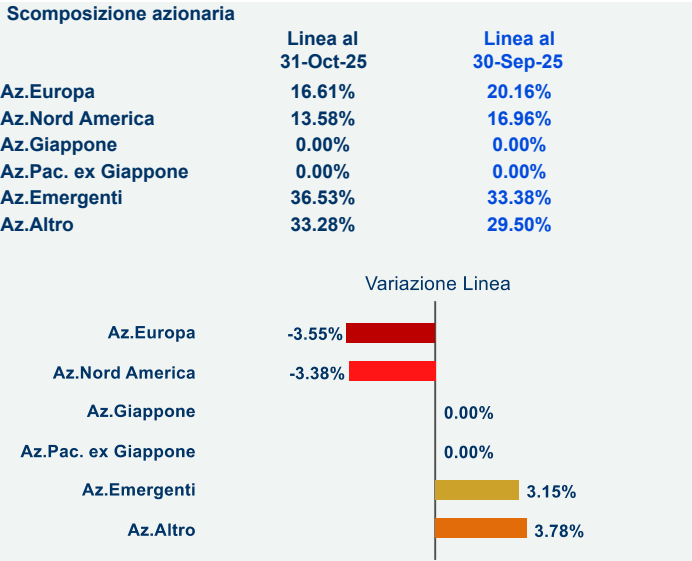 Scomposizione azionaria
Linea al Linea al
31-Oct-25 30-Sep-25
Az.Europa 16.61% 20.16%
Az.Nord America 13.58% 16.96%
Az.Giappone 0.00% 0.00%
Az.Pac. ex Giappone 0.00% 0.00%
Az.Emergenti 36.53% 33.38%
Az.Altro 33.28% 29.50%
Variazione Linea
Az.Europa -3.55%
Az.Nord America -3.38%
Az.Giappone 0.00%
Az.Pac. ex Giappone 0.00%
Az.Emergenti 3.15%
Az.Altro 3.78%